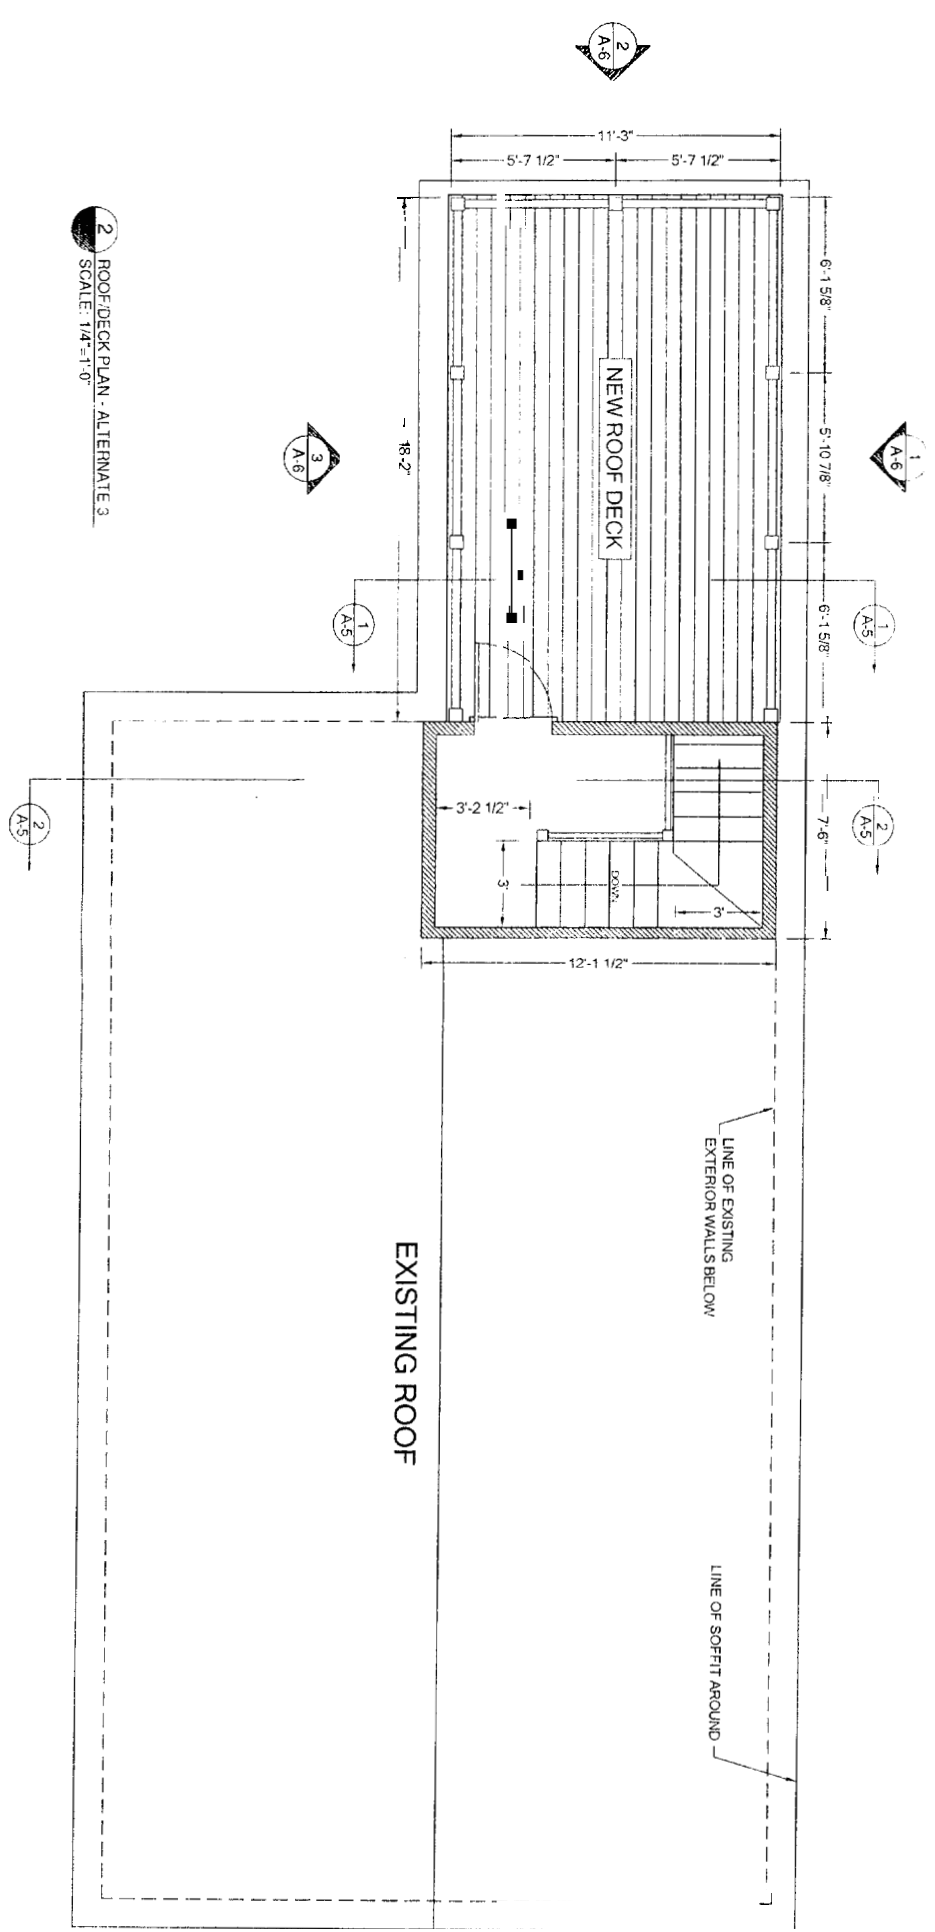 2
A-6
11'-3"
5'-7 1/2"
5'-7 1/2"
2
ROOF/DECK PLAN - ALTERNATE 3
SCALE: 1/4"=1'-0"
6'-1 5/8"
5'-10 7/8"
6'-1 5/8"
NEW ROOF DECK
18'-2"
1
A-6
3
A-6
1
A-5
1
A-5
2
A-5
2
A-5
7'-6"
3'-2 1/2"
3'
DOWN
3'
12'-1 1/2"
LINE OF EXISTING
EXTERIOR WALLS BELOW
EXISTING ROOF
LINE OF SOFFIT AROUND